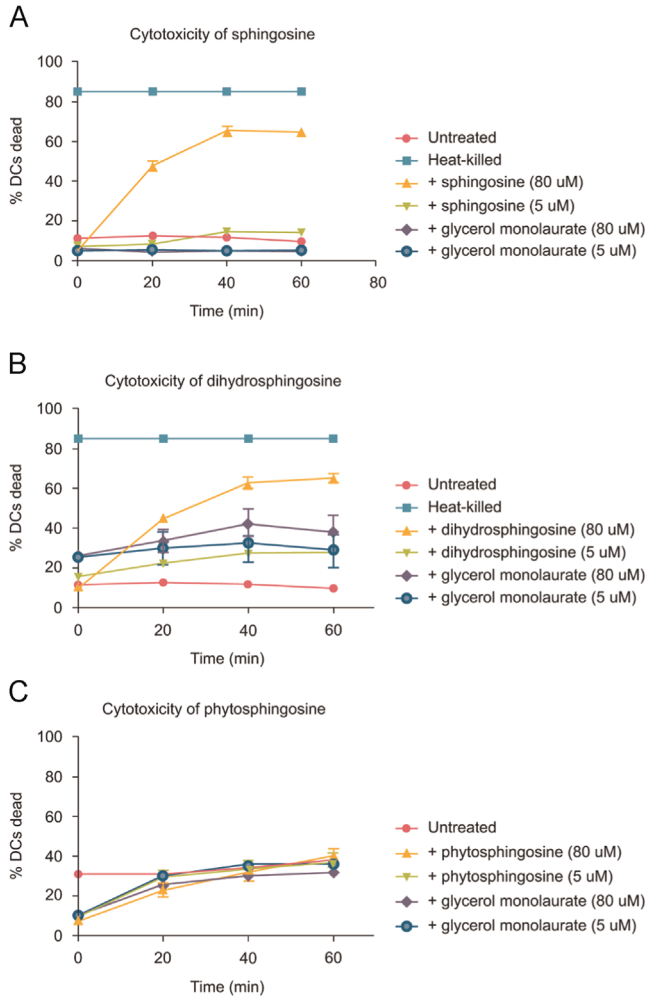 A
Cytotoxicity of sphingosine
100
80
60
40
20
0
% DCs dead
0 20 40 60 80
Time (min)
Untreated
Heat-killed
+ sphingosine (80 uM)
+ sphingosine (5 uM)
+ glycerol monolaurate (80 uM)
+ glycerol monolaurate (5 uM)
B
Cytotoxicity of dihydrosphingosine
100
80
60
40
20
0
% DCs dead
0 20 40 60
Time (min)
Untreated
Heat-killed
+ dihydrosphingosine (80 uM)
+ dihydrosphingosine (5 uM)
+ glycerol monolaurate (80 uM)
+ glycerol monolaurate (5 uM)
C
Cytotoxicity of phytosphingosine
100
80
60
40
20
0
% DCs dead
0 20 40 60
Time (min)
Untreated
+ phytosphingosine (80 uM)
+ phytosphingosine (5 uM)
+ glycerol monolaurate (80 uM)
+ glycerol monolaurate (5 uM)